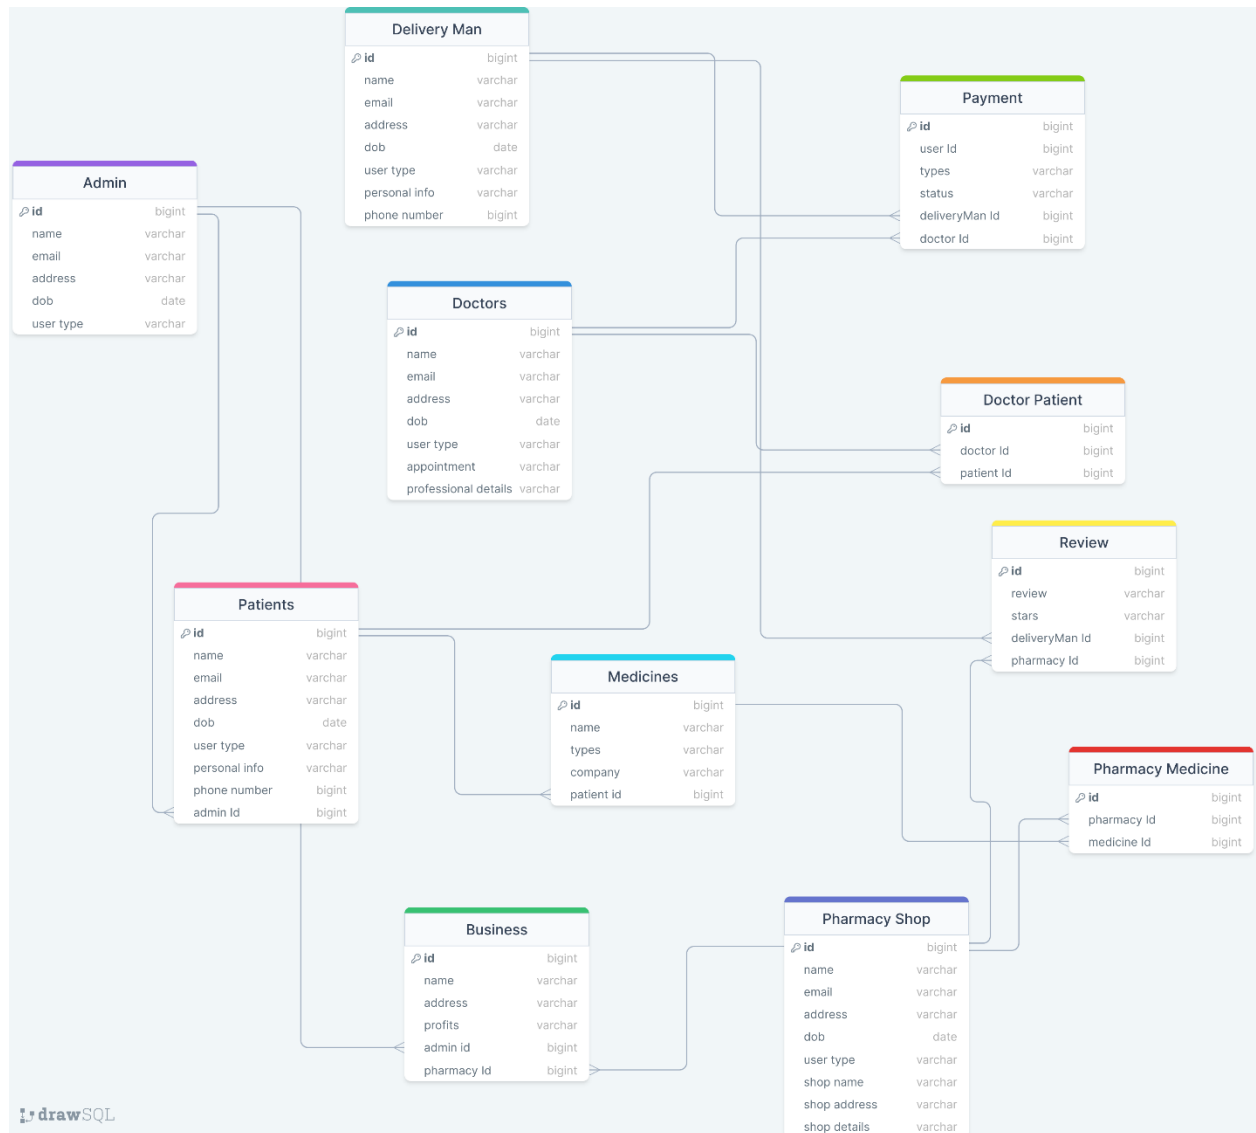 Delivery Man
id bigint
name varchar
email varchar
address varchar
dob date
user type varchar
personal info varchar
phone number bigint
Payment
id bigint
user Id bigint
types varchar
status varchar
deliveryMan Id bigint
doctor Id bigint
Admin
id bigint
name varchar
email varchar
address varchar
dob date
user type varchar
Doctors
id bigint
name varchar
email varchar
address varchar
dob date
user type varchar
appointment varchar
professional details varchar
Doctor Patient
id bigint
doctor Id bigint
patient Id bigint
Review
id bigint
review varchar
stars varchar
deliveryMan Id bigint
pharmacy Id bigint
Patients
id bigint
name varchar
email varchar
address varchar
dob date
user type varchar
personal info varchar
phone number bigint
admin Id bigint
Medicines
id bigint
name varchar
types varchar
company varchar
patient id bigint
Pharmacy Medicine
id bigint
pharmacy Id bigint
medicine Id bigint
Business
id bigint
name varchar
address varchar
profits varchar
admin id bigint
pharmacy Id bigint
Pharmacy Shop
id bigint
name varchar
email varchar
address varchar
dob date
user type varchar
shop name varchar
shop address varchar
shop details varchar
drawSQL